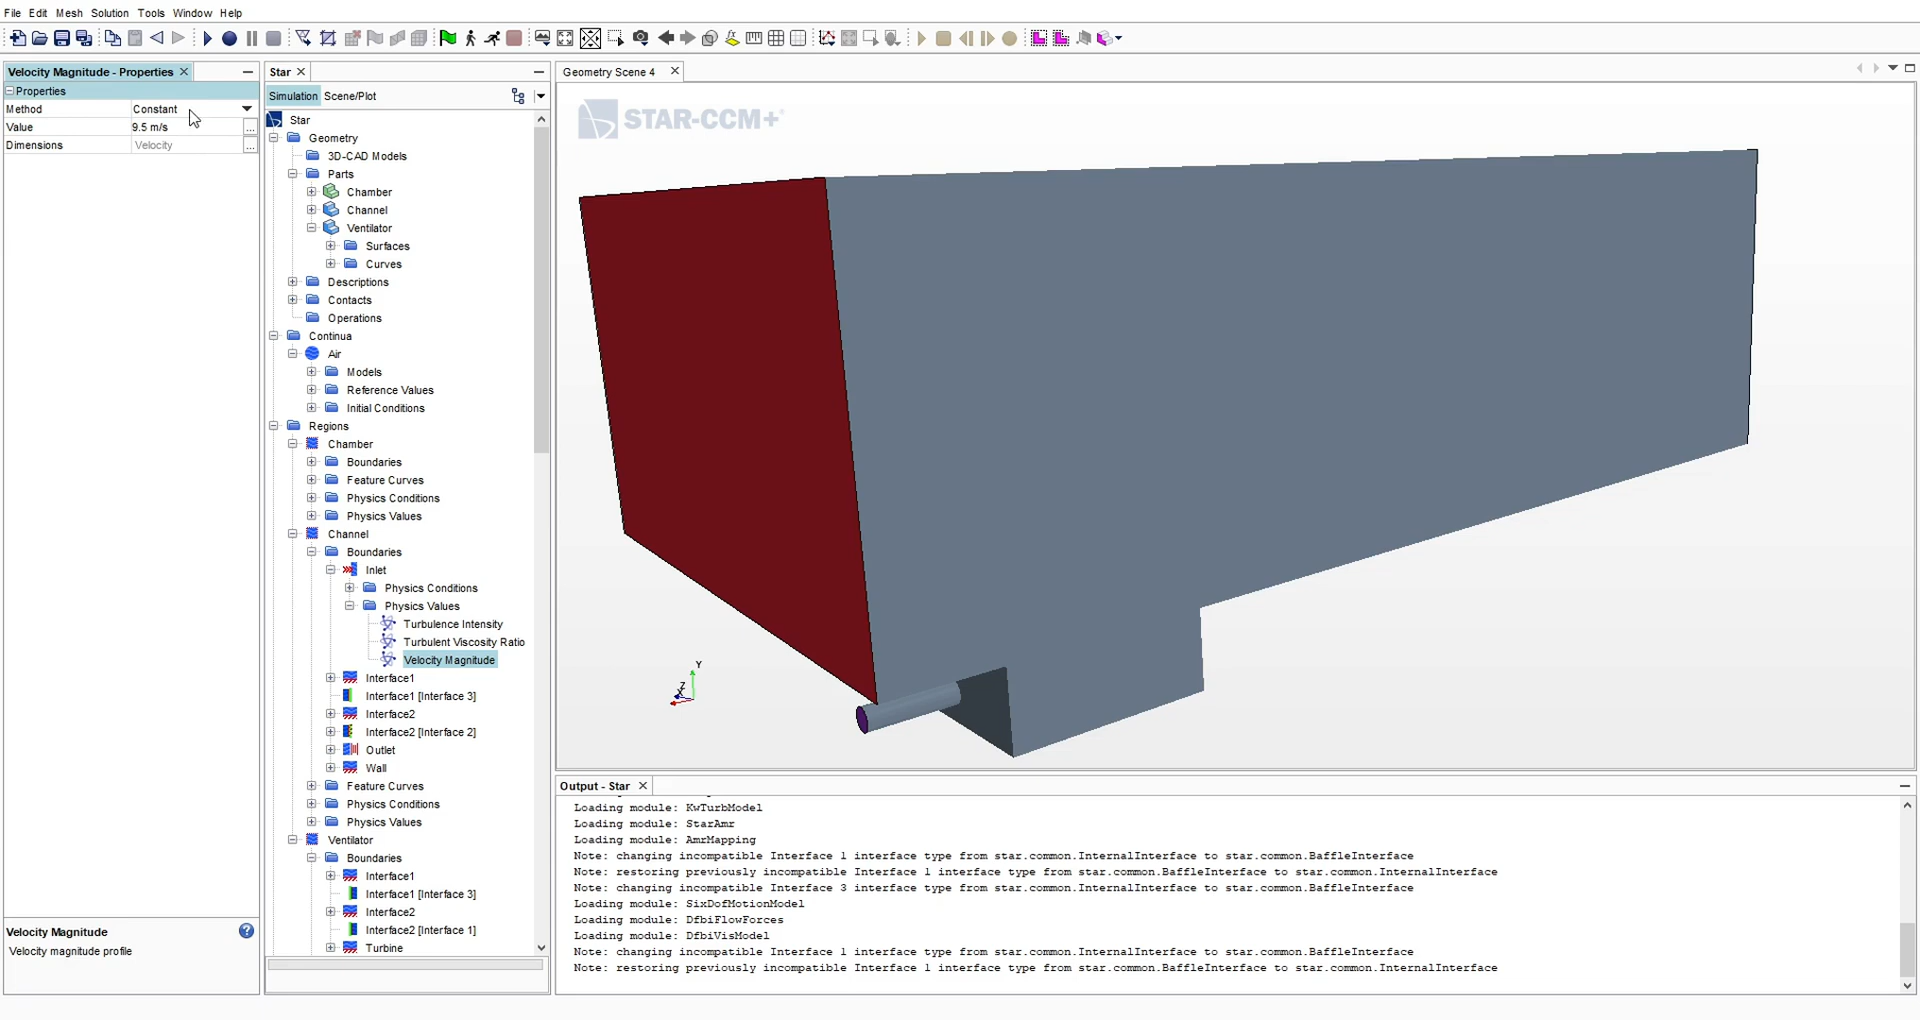 File Edit Mesh Solution Tools Window Help
Velocity Magnitude - Properties
Properties
Method Constant
Value 9.5 m/s ...
Dimensions Velocity ...
Velocity Magnitude
Velocity magnitude profile
Star
Simulation Scene/Plot
Star
Geometry
3D-CAD Models
Parts
Chamber
Channel
Ventilator
Surfaces
Curves
Descriptions
Contacts
Operations
Continua
Air
Models
Reference Values
Initial Conditions
Regions
Chamber
Boundaries
Feature Curves
Physics Conditions
Physics Values
Channel
Boundaries
Inlet
Physics Conditions
Physics Values
Turbulence Intensity
Turbulent Viscosity Ratio
Velocity Magnitude
Interface1
Interface1 [Interface 3]
Interface2
Interface2 [Interface 2]
Outlet
Wall
Feature Curves
Physics Conditions
Physics Values
Ventilator
Boundaries
Interface1
Interface1 [Interface 3]
Interface2
Interface2 [Interface 1]
Turbine
Geometry Scene 4
STAR-CCM+
Y
Z
X
Output - Star
Loading module: KwTurbModel
Loading module: StarAmr
Loading module: AmrMapping
Note: changing incompatible Interface 1 interface type from star.common.InternalInterface to star.common.BaffleInterface
Note: restoring previously incompatible Interface 1 interface type from star.common.BaffleInterface to star.common.InternalInterface
Note: changing incompatible Interface 3 interface type from star.common.InternalInterface to star.common.BaffleInterface
Loading module: SixDofMotionModel
Loading module: DfbiFlowForces
Loading module: DfbiVisModel
Note: changing incompatible Interface 1 interface type from star.common.InternalInterface to star.common.BaffleInterface
Note: restoring previously incompatible Interface 1 interface type from star.common.BaffleInterface to star.common.InternalInterface